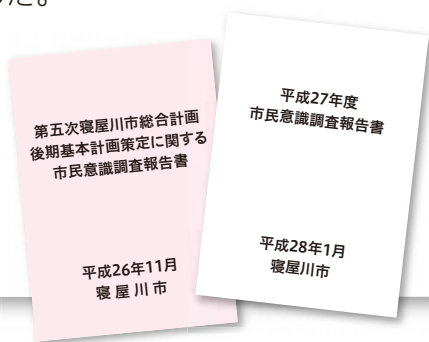 第五次寝屋川市総合計画
後期基本計画策定に関する
市民意識調査報告書
平成26年11月
寝屋川市
平成27年度
市民意識調査報告書
平成28年1月
寝屋川市